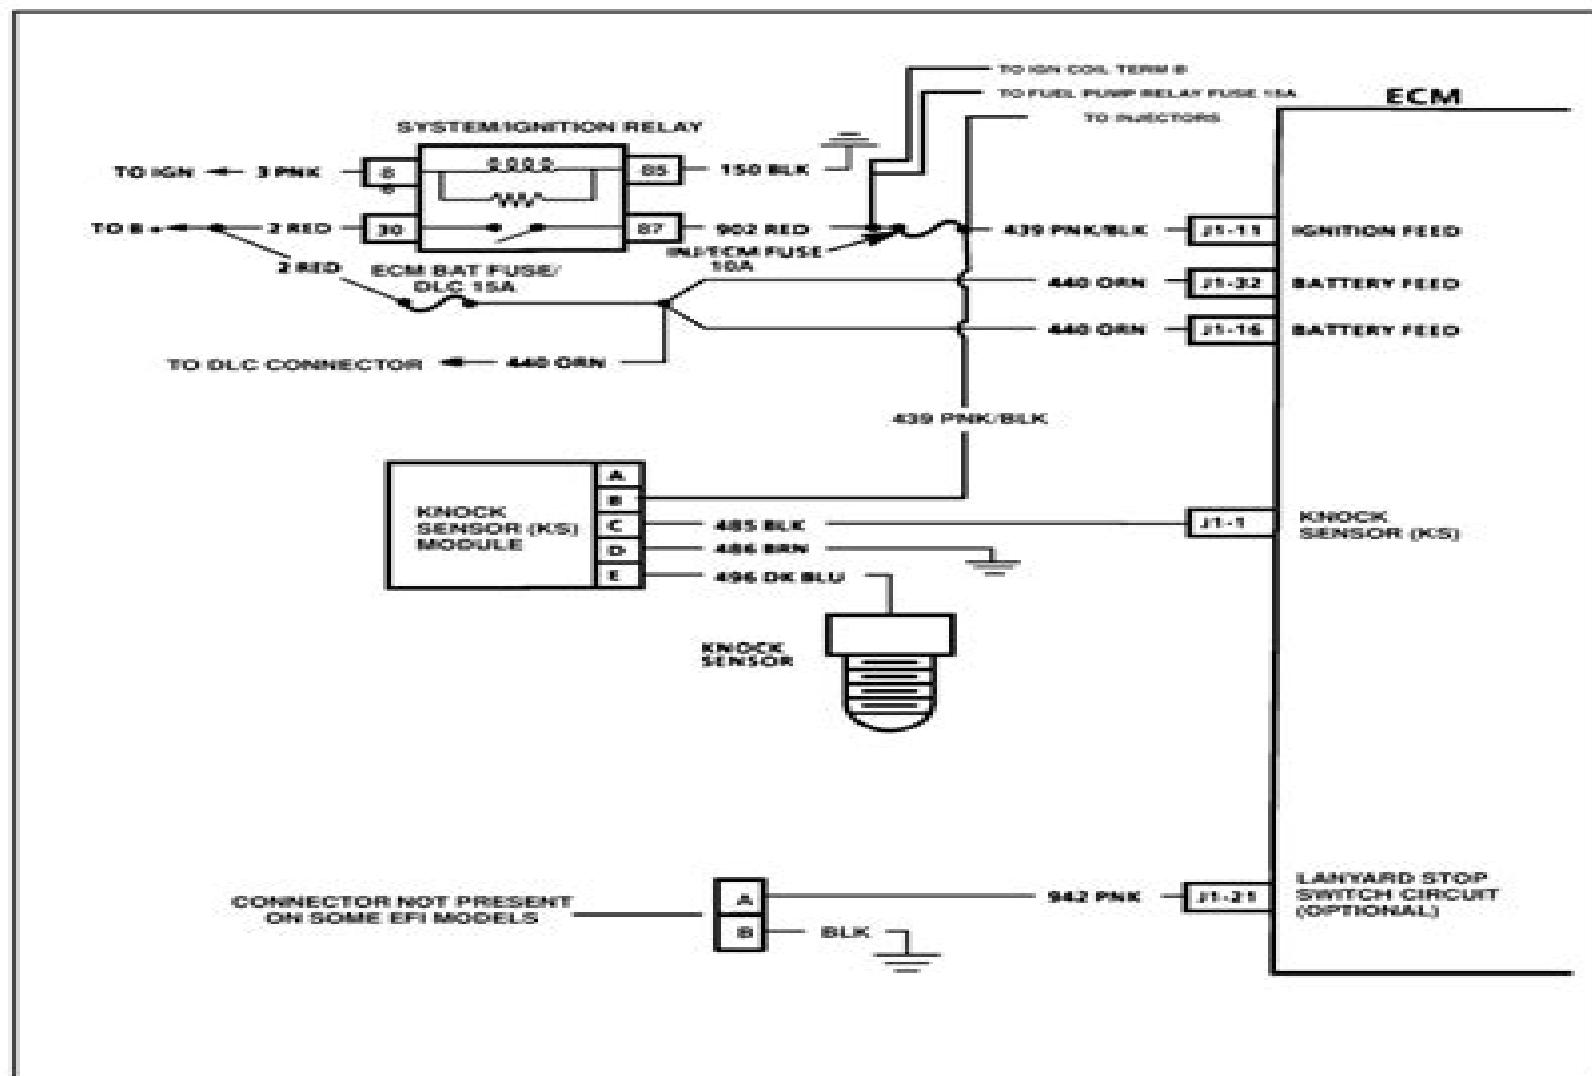 TO IGN COIL TERM B
TO FUEL PUMP RELAY FUSE 15A
ECM
TO INJECTORS
SYSTEM/IGNITION RELAY
TO IGN
3 PNK
8
6
85
150 BLK
TO B+
2 RED
30
87
902 RED
439 PNK/BLK
J1-11
IGNITION FEED
INJ/ECM FUSE
10A
2 RED
ECM BAT FUSE/
DLC 15A
440 ORN
J1-32
BATTERY FEED
440 ORN
J1-16
BATTERY FEED
TO DLC CONNECTOR
440 ORN
439 PNK/BLK
KNOCK
SENSOR (KS)
MODULE
A
B
C
D
E
485 BLK
486 BRN
496 DK BLU
J1-1
KNOCK
SENSOR (KS)
KNOCK
SENSOR
CONNECTOR NOT PRESENT
ON SOME EFI MODELS
A
B
942 PNK
BLK
J1-21
LANYARD STOP
SWITCH CIRCUIT
(OPTIONAL)